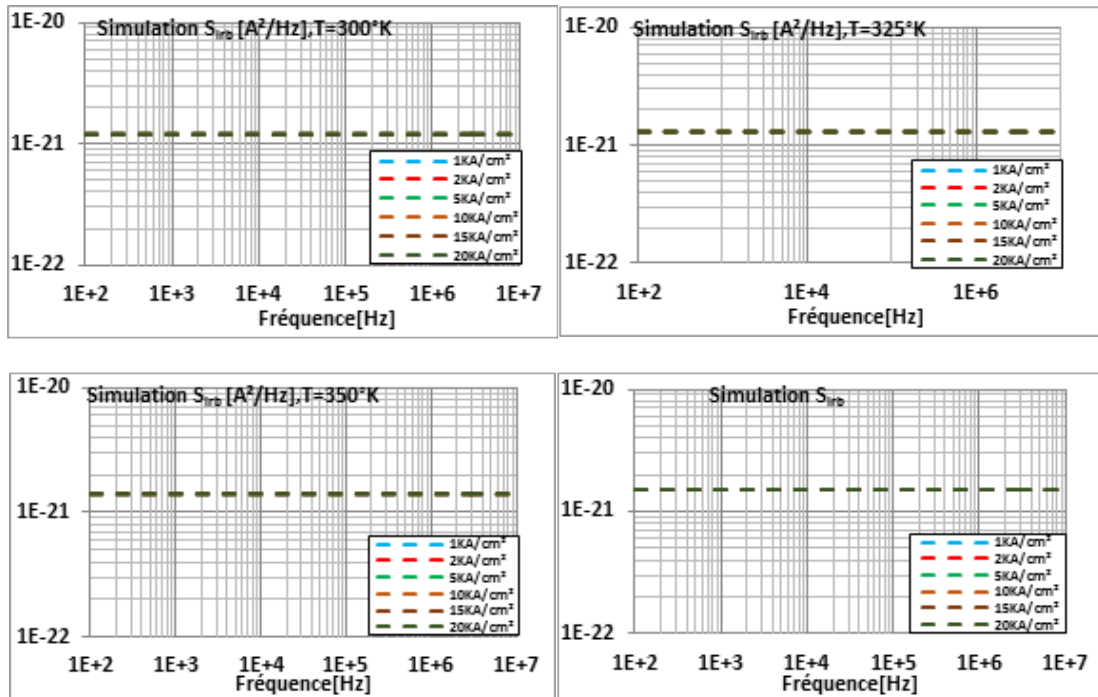 Simulation Sirb [A²/Hz],T=300°K
1E-20
1E-21
1E-22
1KA/cm²
2KA/cm²
5KA/cm²
10KA/cm²
15KA/cm²
20KA/cm²
1E+2 1E+3 1E+4 1E+5 1E+6 1E+7
Fréquence[Hz]
Simulation Sirb [A²/Hz],T=325°K
1E-20
1E-21
1E-22
1KA/cm²
2KA/cm²
5KA/cm²
10KA/cm²
15KA/cm²
20KA/cm²
1E+2 1E+4 1E+6
Fréquence[Hz]
Simulation Sirb [A²/Hz],T=350°K
1E-20
1E-21
1E-22
1KA/cm²
2KA/cm²
5KA/cm²
10KA/cm²
15KA/cm²
20KA/cm²
1E+2 1E+3 1E+4 1E+5 1E+6 1E+7
Fréquence[Hz]
Simulation Sirb
1E-20
1E-21
1E-22
1KA/cm²
2KA/cm²
5KA/cm²
10KA/cm²
15KA/cm²
20KA/cm²
1E+2 1E+3 1E+4 1E+5 1E+6 1E+7
Fréquence[Hz]